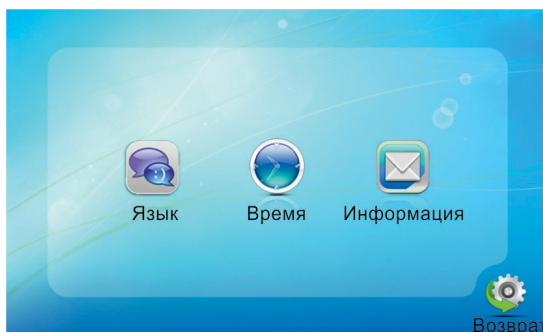 Язык Время Информация
Возврат